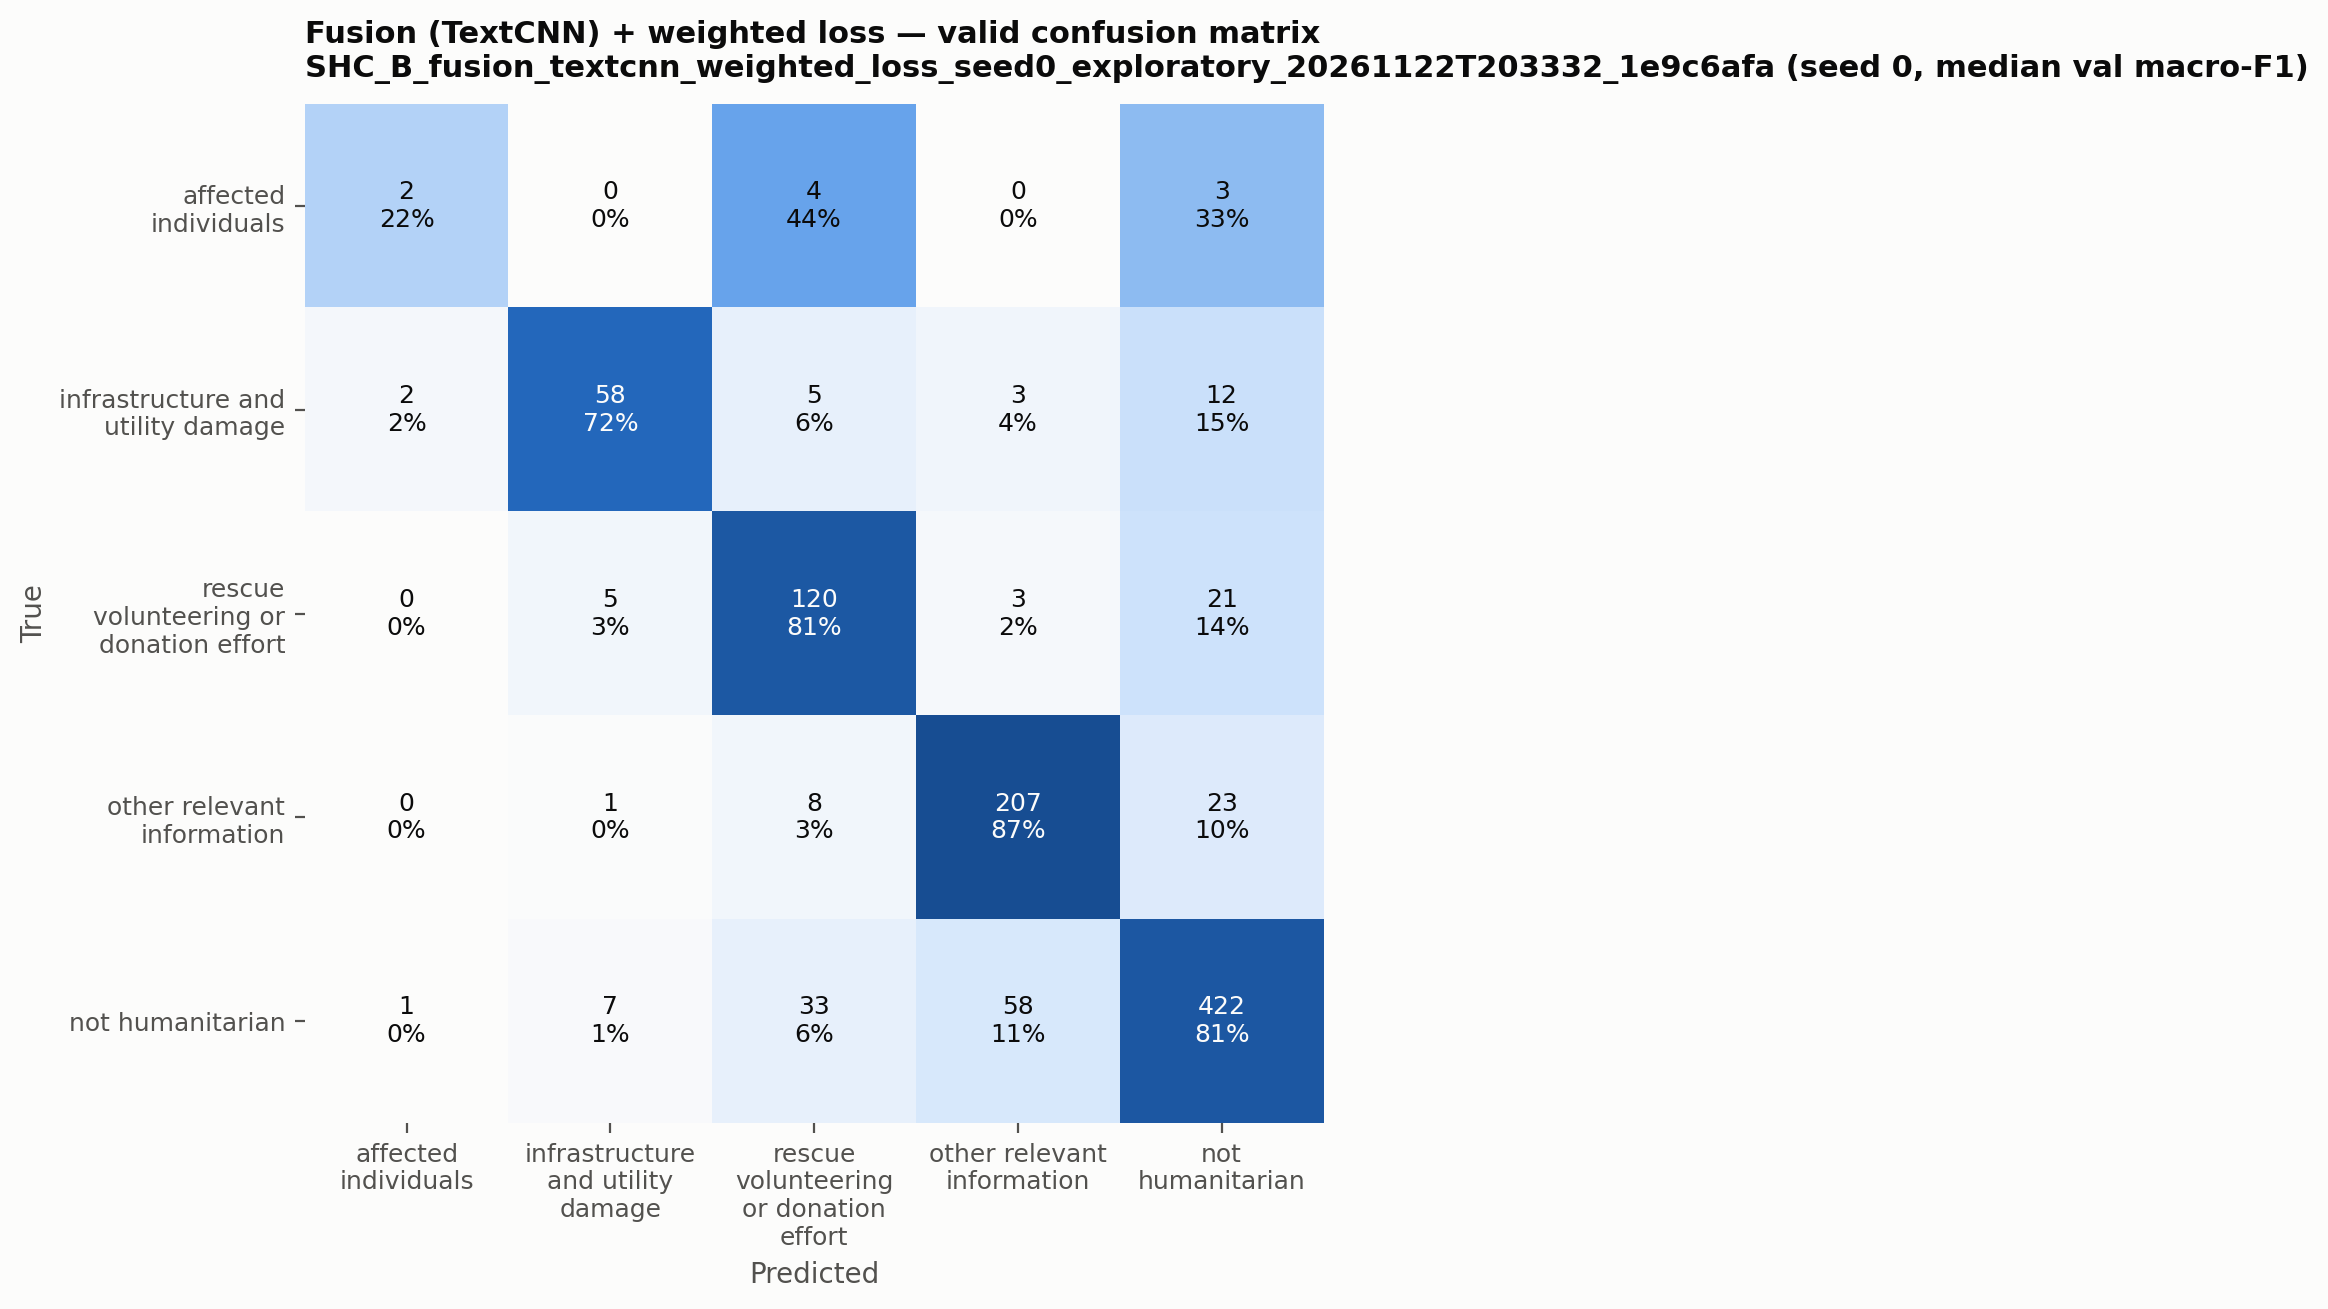 Fusion (TextCNN) + weighted loss — valid confusion matrix
SHC_B_fusion_textcnn_weighted_loss_seed0_exploratory_20261122T203332_1e9c6afa (seed 0, median val macro-F1)
True
affected
individuals
2 0 4 0 3
22% 0% 44% 0% 33%
infrastructure and
utility damage
2 58 5 3 12
2% 72% 6% 4% 15%
rescue
volunteering or
donation effort
0 5 120 3 21
0% 3% 81% 2% 14%
other relevant
information
0 1 8 207 23
0% 0% 3% 87% 10%
not humanitarian
1 7 33 58 422
0% 1% 6% 11% 81%
affected
individuals
infrastructure
and utility
damage
rescue
volunteering
or donation
effort
other relevant
information
not
humanitarian
Predicted